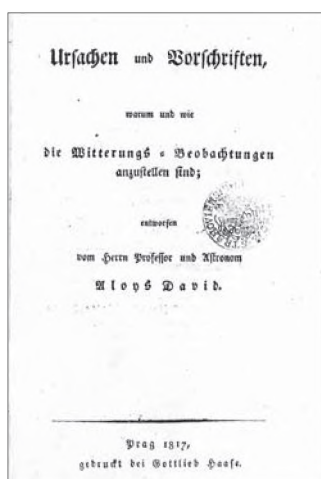 Ursachen und Vorschriften,
warum und wie
die Witterungs = Beobachtungen
anzustellen sind;
entworfen
vom Herrn Professor und Astronom
Aloys David.
Prag 1817,
gedruckt bei Gottlieb Haase.